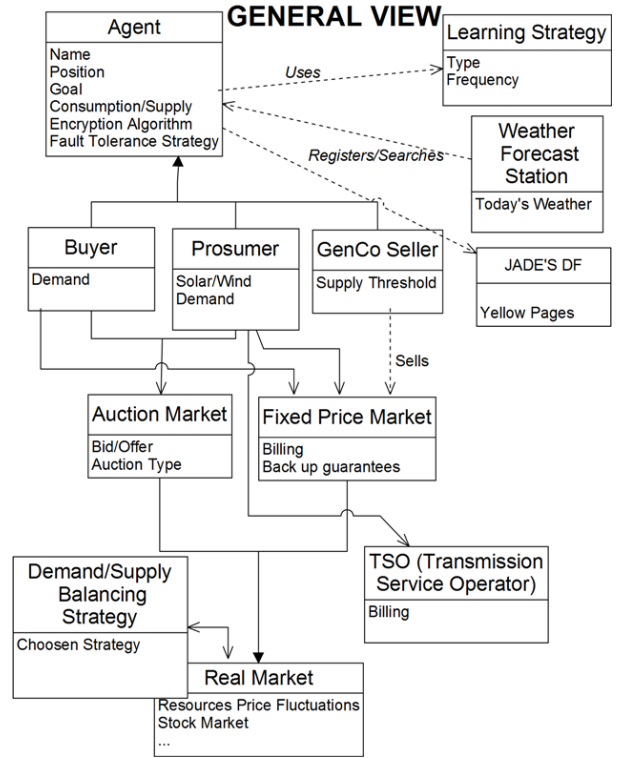 GENERAL VIEW
Agent
Name
Position
Goal
Consumption/Supply
Encryption Algorithm
Fault Tolerance Strategy
Uses
Learning Strategy
Type
Frequency
Registers/Searches
Weather
Forecast
Station
Today's Weather
JADE'S DF
Yellow Pages
Buyer
Demand
Prosumer
Solar/Wind
Demand
GenCo Seller
Supply Threshold
Sells
Auction Market
Bid/Offer
Auction Type
Fixed Price Market
Billing
Back up guarantees
TSO (Transmission
Service Operator)
Billing
Demand/Supply
Balancing
Strategy
Choosen Strategy
Real Market
Resources Price Fluctuations
Stock Market
...